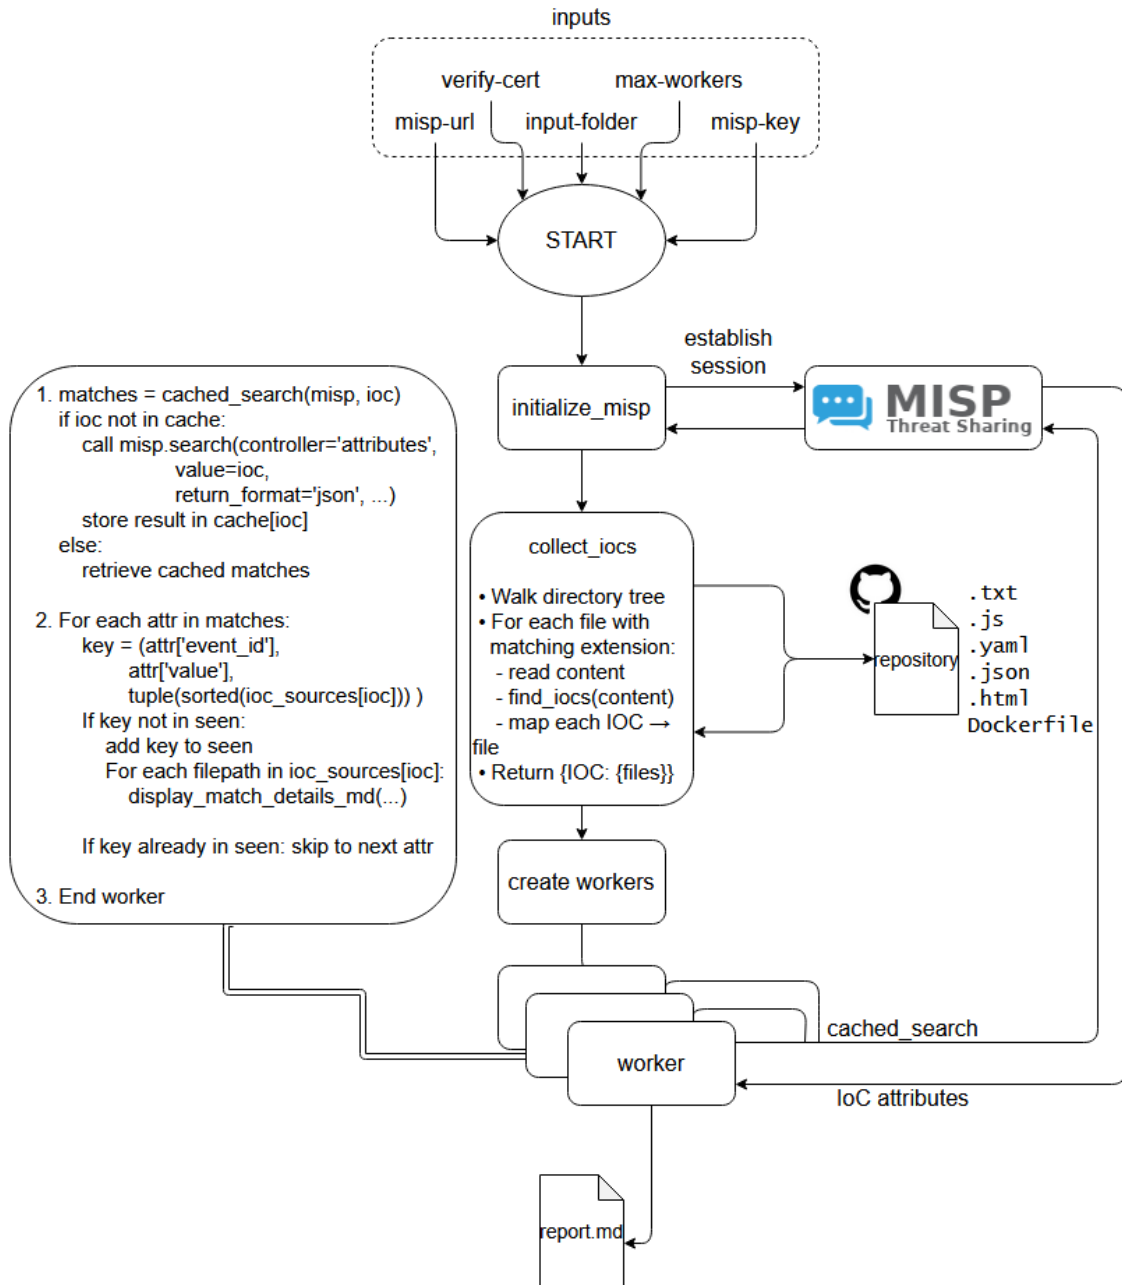 inputs
verify-cert
max-workers
misp-url
input-folder
misp-key
START
establish
session
initialize_misp
MISP
Threat Sharing
1. matches = cached_search(misp, ioc)
if ioc not in cache:
call misp.search(controller='attributes',
value=ioc,
return_format='json', ...)
store result in cache[ioc]
else:
retrieve cached matches
2. For each attr in matches:
key = (attr['event_id'],
attr['value'],
tuple(sorted(ioc_sources[ioc])) )
If key not in seen:
add key to seen
For each filepath in ioc_sources[ioc]:
display_match_details_md(...)
If key already in seen: skip to next attr
3. End worker
collect_iocs
• Walk directory tree
• For each file with
matching extension:
- read content
- find_iocs(content)
- map each IOC →
file
• Return {IOC: {files}}
repository
.txt
.js
.yaml
.json
.html
Dockerfile
create workers
cached_search
worker
IoC attributes
report.md